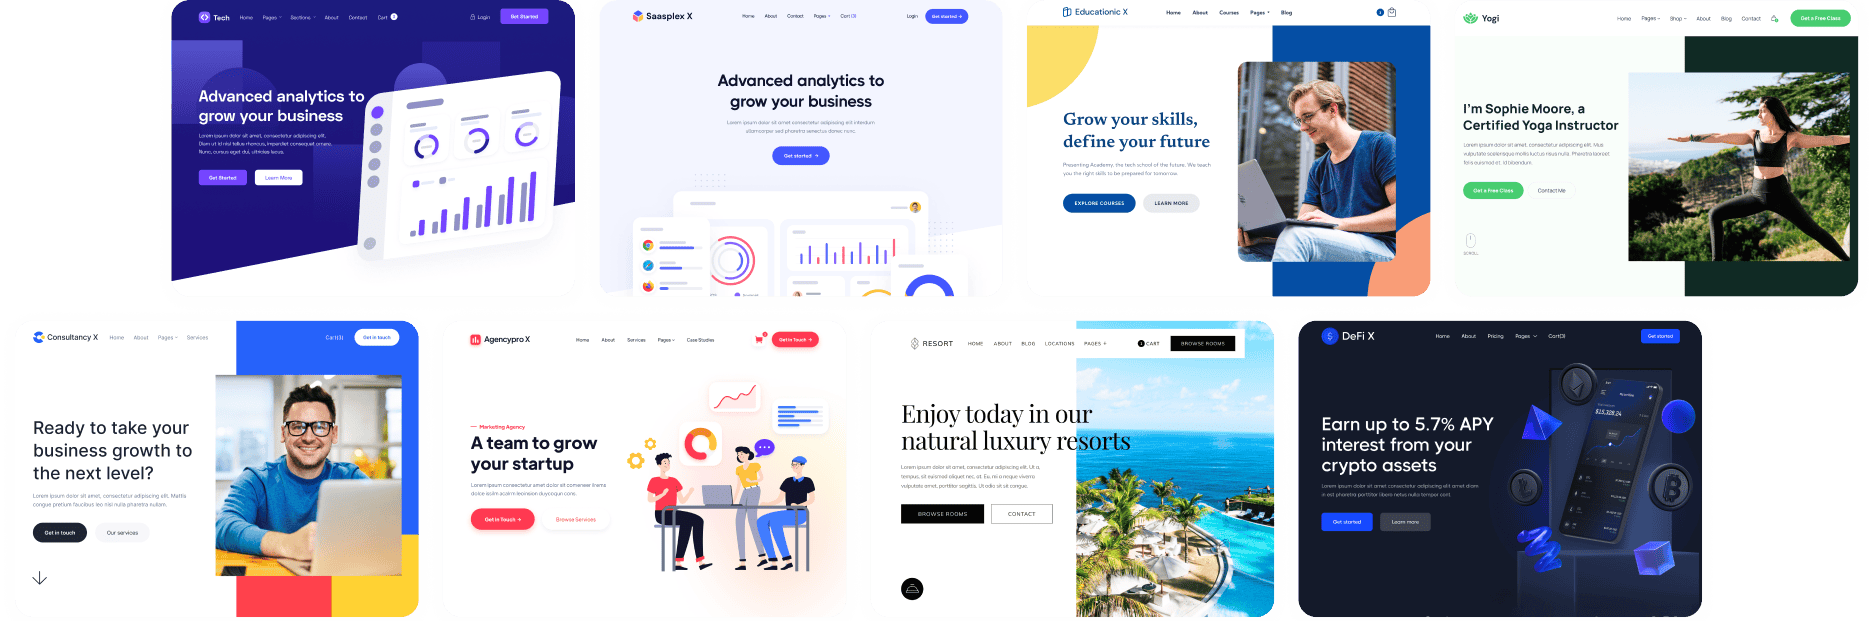 Tech
Home Pages Sections About Contact Cart
Login
Get Started
Advanced analytics to
grow your business
Lorem ipsum dolor sit amet, consectetur adipiscing elit.
Diam ut id nisi tellus rhoncus, imperdiet consequat ornare.
Nunc, cursus eget dui, ultricies lectus.
Get Started
Learn More
Saasplex X
Home About Contact Pages Cart (0)
Login
Get started →
Advanced analytics to
grow your business
Lorem ipsum dolor sit amet consectetur adipiscing elit interdum
ullamcorper sed pharetra senectus donec nunc.
Get started →
Educationic X
Home About Courses Pages Blog
Grow your skills,
define your future
Presenting Academy, the tech school of the future. We teach
you the right skills to be prepared for tomorrow.
EXPLORE COURSES
LEARN MORE
Yogi
Home Pages Shop About Blog Contact
Get a Free Class
I'm Sophie Moore, a
Certified Yoga Instructor
Lorem ipsum dolor sit amet, consectetur adipiscing elit. Mus
vulputate scelerisque mollis luctus nivus nulla. Pharetra laoreet
felis euismod et. id bibendum.
Get a Free Class
Contact Me
SCROLL
Consultancy X
Home About Pages Services
Cart(0)
Get in touch
Ready to take your
business growth to
the next level?
Lorem ipsum dolor sit amet, consectetur adipiscing elit. Mattis
congue pretium faucibus leo nisl nulla pharetra nullam.
Get in touch
Our services
Agencypro X
Home About Services Pages Case Studies
Get in Touch →
Marketing Agency
A team to grow
your startup
Lorem ipsum consectetur amet dolor sit comeneer ilrems
dolce issilm acalrm leoinsion duycoque conc.
Get in Touch →
Browse Services
RESORT
HOME ABOUT BLOG LOCATIONS PAGES +
CART
BROWSE ROOMS
Enjoy today in our
natural luxury resorts
Lorem ipsum dolor sit amet, consectetur adipiscing elit. Ut a,
tempus, sit euismod aliquet nec, sit. Eu, mi a neque viverra
vulputate amet, porttitor sagittis. Ut odio sit sit congue.
BROWSE ROOMS
CONTACT
DeFi X
Home About Pricing Pages Cart(0)
Get started
$15,328.24
Earn up to 5.7% APY
interest from your
crypto assets
Lorem ipsum dolor sit amet consectetur adipiscing elit amet diam
in est pharetra porttitor libero netus nulla tempor cont.
Get started
Learn more